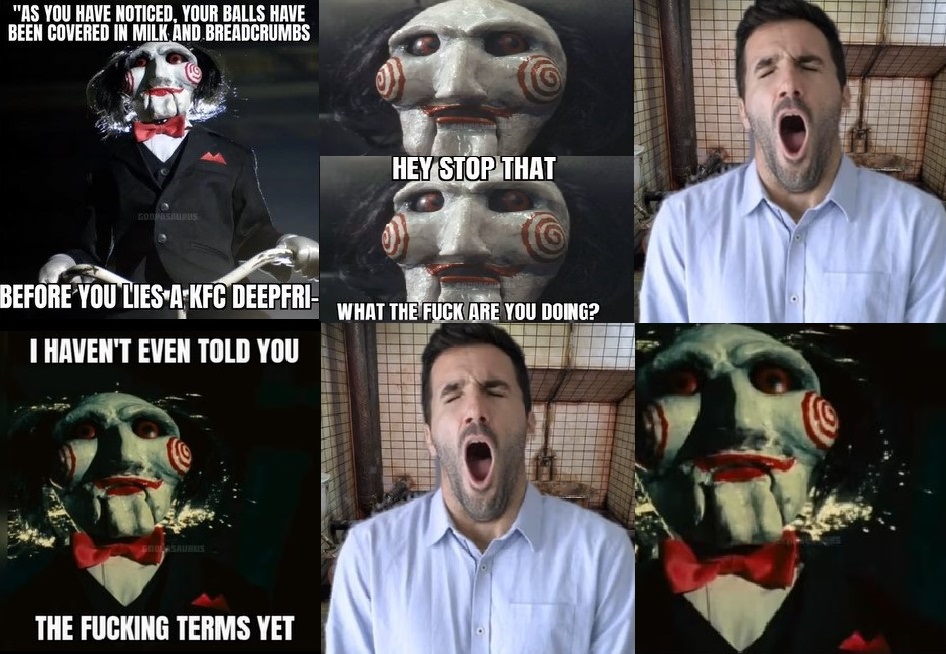 "AS YOU HAVE NOTICED, YOUR BALLS HAVE
BEEN COVERED IN MILK AND BREADCRUMBS
BEFORE YOU LIES A KFC DEEPFRI-
HEY STOP THAT
WHAT THE FUCK ARE YOU DOING?
I HAVEN'T EVEN TOLD YOU
THE FUCKING TERMS YET